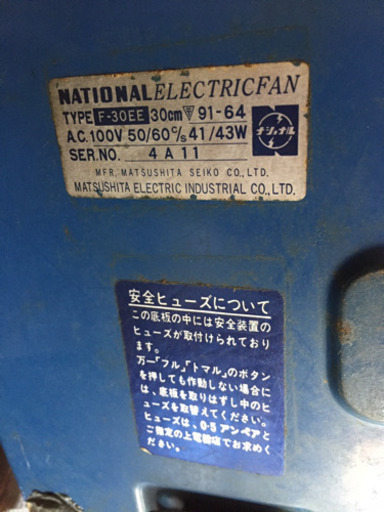 NATIONAL ELECTRIC FAN
TYPE F-30EE 30cm 91-64
A.C. 100V 50/60c/s 41/43W
SER.NO. 4A11
ナショナル
MFR. MATSUSHITA SEIKO CO., LTD.
MATSUSHITA ELECTRIC INDUSTRIAL CO., LTD.
安全ヒューズについて
この底板の中には安全装置の
ヒューズが取付けられており
ます。
万一「フル」「トマル」のボタン
を押しても作動しない場合に
は、底板を取りはずし中のヒ
ューズを取替えてください。
ヒューズは、0.5アンペアと
ご指定の上電器店でお求めく
ださい。